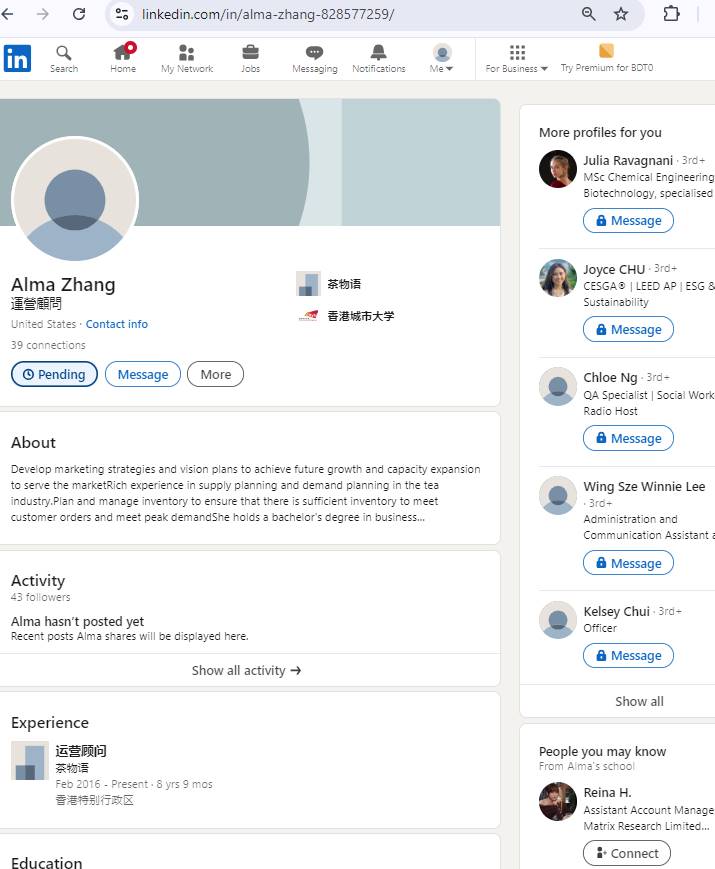 linkedin.com/in/alma-zhang-828577259/
in
Search
Home
My Network
Jobs
Messaging
Notifications
Me
For Business
Try Premium for BDT0
Alma Zhang
運營顧問
United States · Contact info
39 connections
Pending
Message
More
茶物语
香港城市大学
About
Develop marketing strategies and vision plans to achieve future growth and capacity expansion
to serve the marketRich experience in supply planning and demand planning in the tea
industry.Plan and manage inventory to ensure that there is sufficient inventory to meet
customer orders and meet peak demandShe holds a bachelor's degree in business...
Activity
43 followers
Alma hasn't posted yet
Recent posts Alma shares will be displayed here.
Show all activity →
Experience
运营顾问
茶物语
Feb 2016 - Present · 8 yrs 9 mos
香港特别行政区
Education
More profiles for you
Julia Ravagnani · 3rd+
MSc Chemical Engineering
Biotechnology, specialised
Message
Joyce CHU · 3rd+
CESGA® | LEED AP | ESG &
Sustainability
Message
Chloe Ng · 3rd+
QA Specialist | Social Work
Radio Host
Message
Wing Sze Winnie Lee
· 3rd+
Administration and
Communication Assistant a
Message
Kelsey Chui · 3rd+
Officer
Message
Show all
People you may know
From Alma's school
Reina H.
Assistant Account Manage
Matrix Research Limited...
Connect